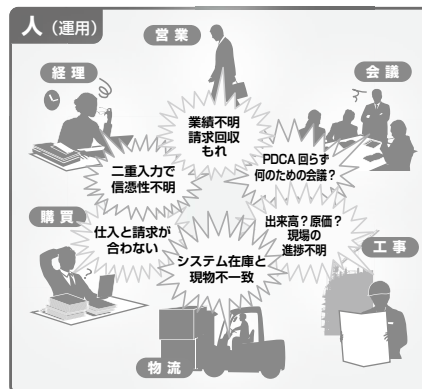 人（運用）
営業
経理
会議
業績不明
請求回収
もれ
二重入力で
信憑性不明
PDCA 回らず
何のための会議？
購買
仕入と請求が
合わない
出来高？原価？
現場の
進捗不明
工事
システム在庫と
現物不一致
?
物流